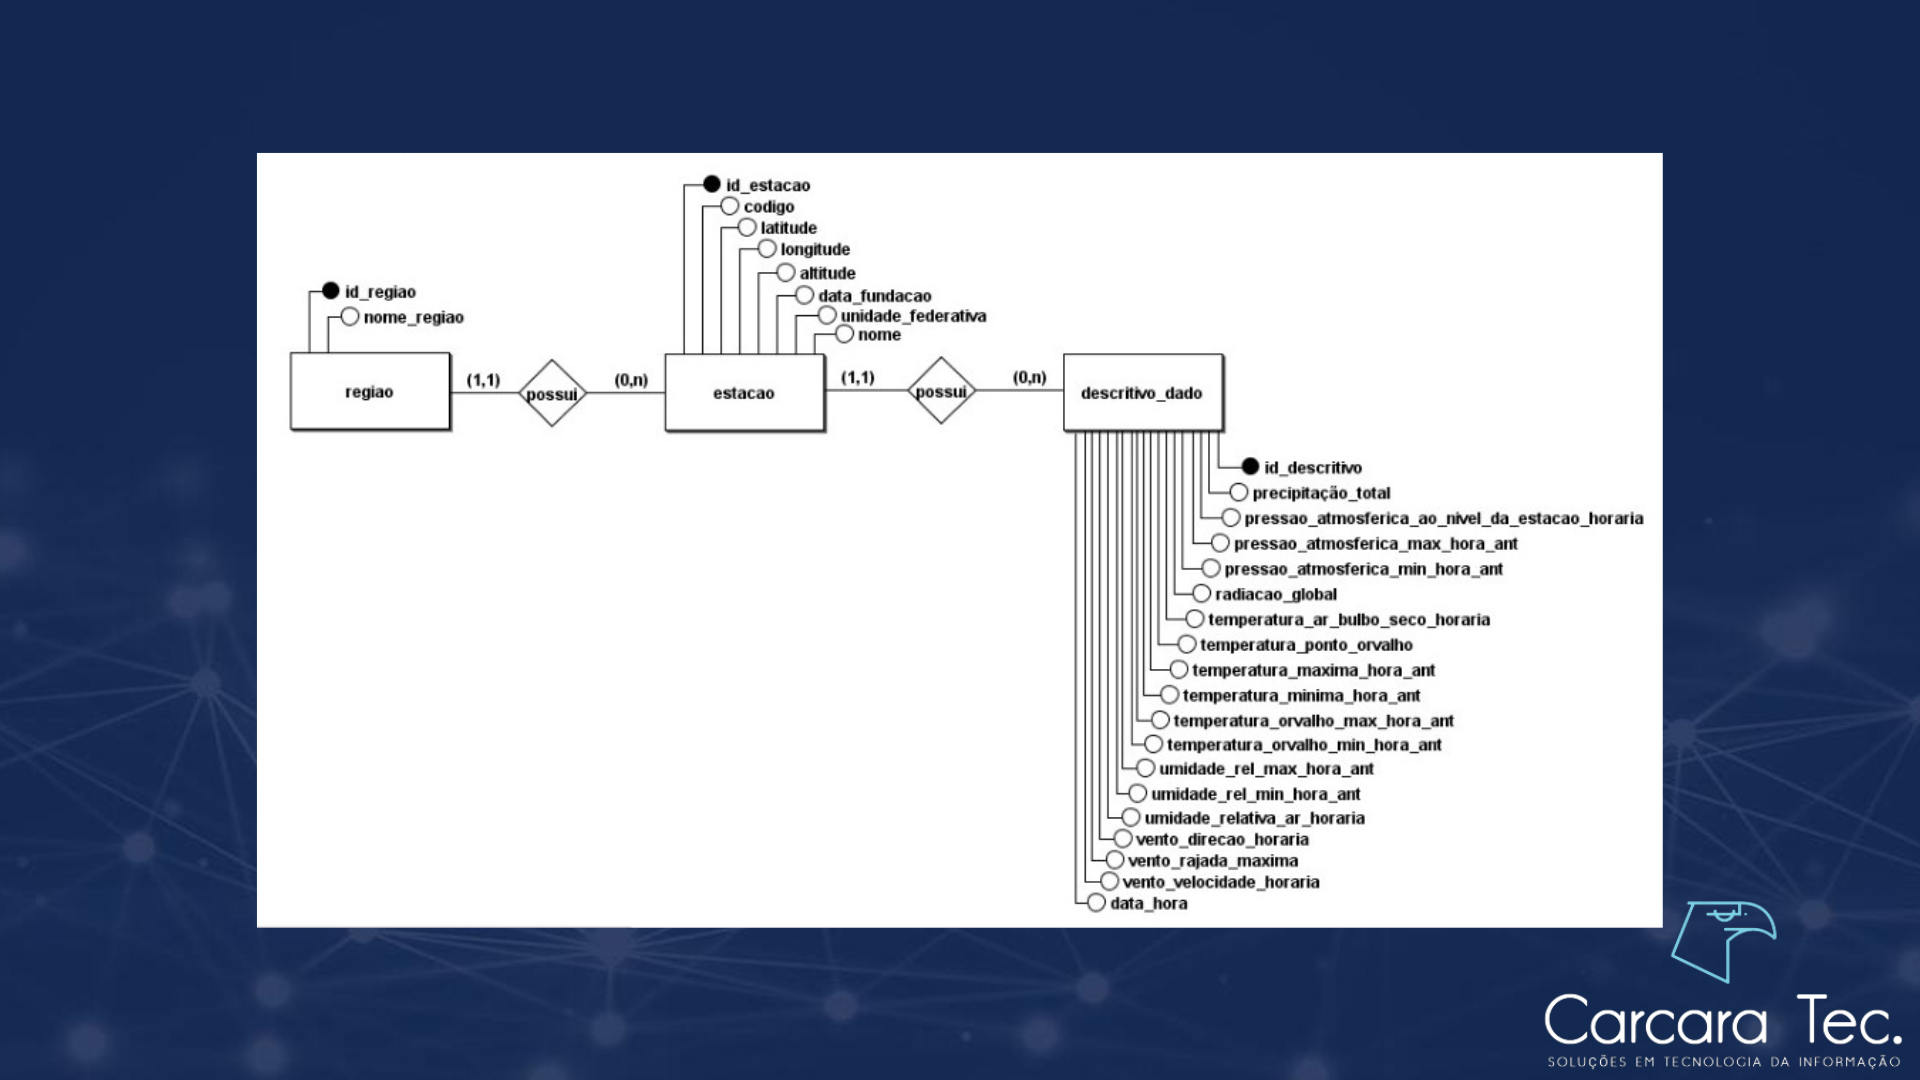 id_estacao
codigo
latitude
longitude
altitude
data_fundacao
unidade_federativa
nome
id_regiao
nome_regiao
regiao
(1,1)
possui
(0,n)
estacao
(1,1)
possui
(0,n)
descritivo_dado
id_descritivo
precipitação_total
pressao_atmosferica_ao_nivel_da_estacao_horaria
pressao_atmosferica_max_hora_ant
pressao_atmosferica_min_hora_ant
radiacao_global
temperatura_ar_bulbo_seco_horaria
temperatura_ponto_orvalho
temperatura_maxima_hora_ant
temperatura_minima_hora_ant
temperatura_orvalho_max_hora_ant
temperatura_orvalho_min_hora_ant
umidade_rel_max_hora_ant
umidade_rel_min_hora_ant
umidade_relativa_ar_horaria
vento_direcao_horaria
vento_rajada_maxima
vento_velocidade_horaria
data_hora
Carcara Tec.
SOLUÇÕES EM TECNOLOGIA DA INFORMAÇÃO